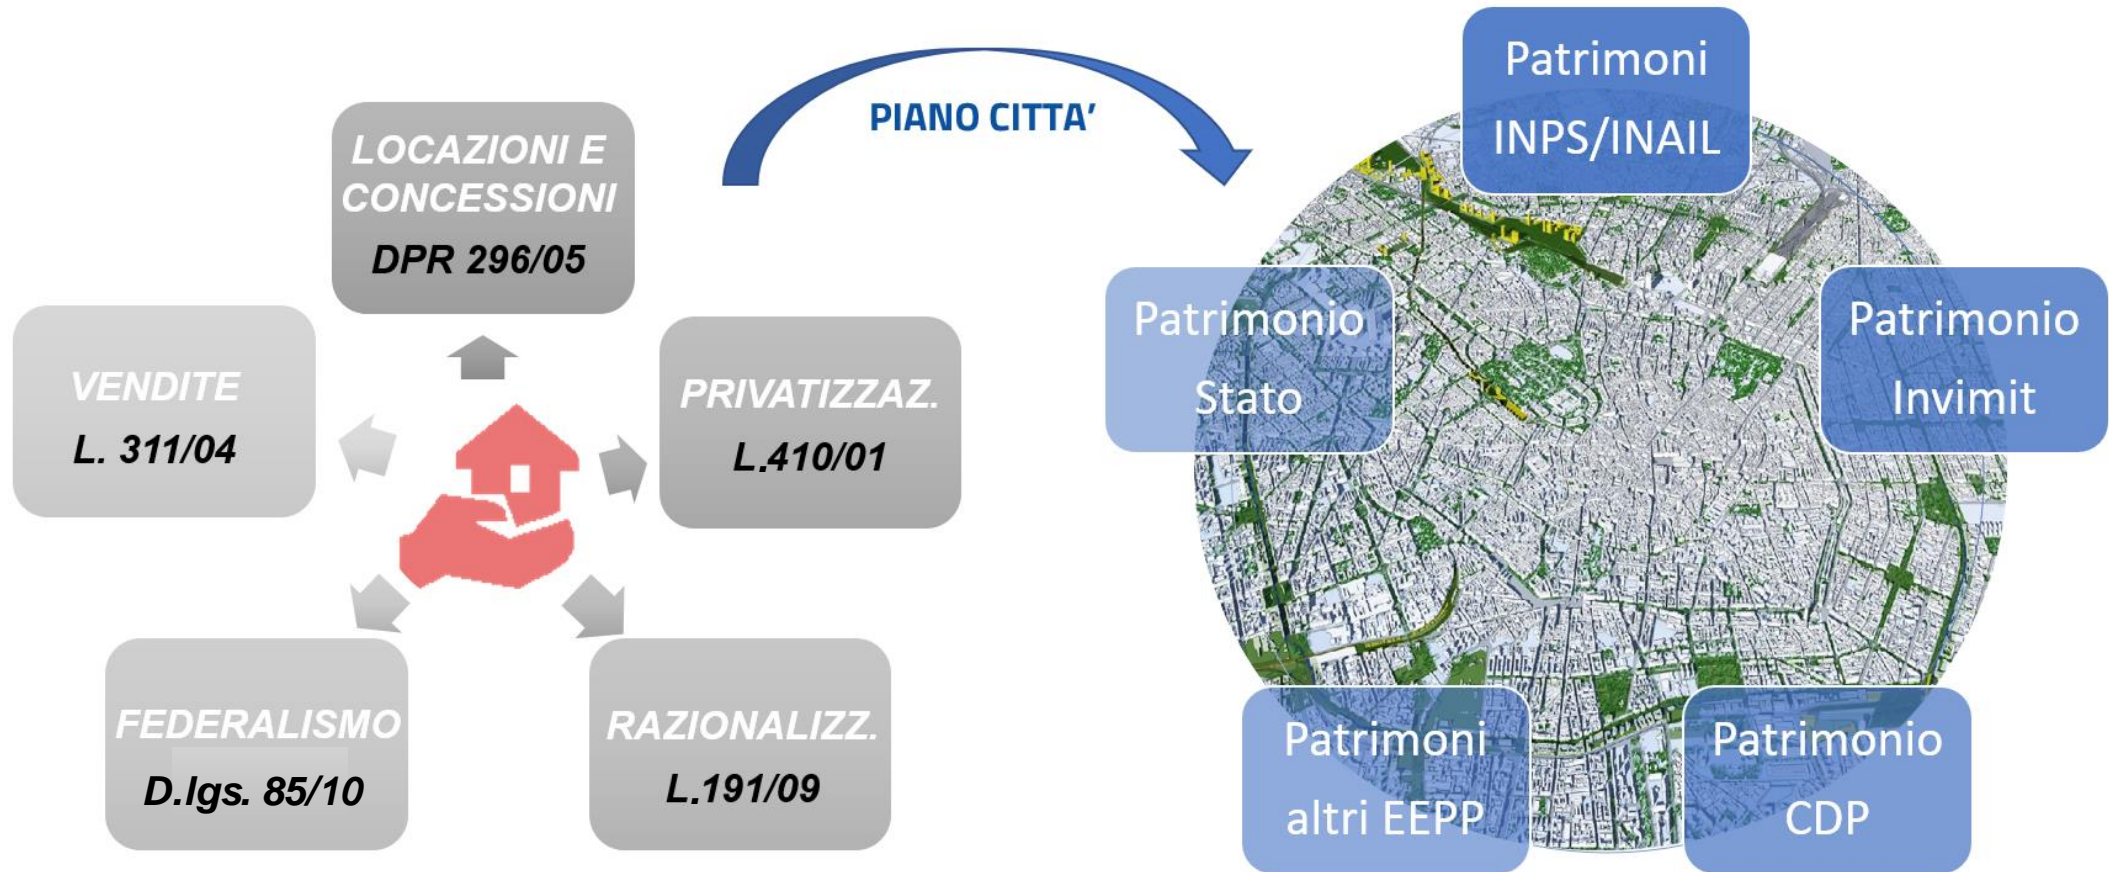 LOCAZIONI E
CONCESSIONI
DPR 296/05
VENDITE
L. 311/04
PRIVATIZZAZ.
L.410/01
FEDERALISMO
D.lgs. 85/10
RAZIONALIZZ.
L.191/09
PIANO CITTA’
Patrimoni
INPS/INAIL
Patrimonio
Stato
Patrimonio
Invimit
Patrimoni
altri EEPP
Patrimonio
CDP